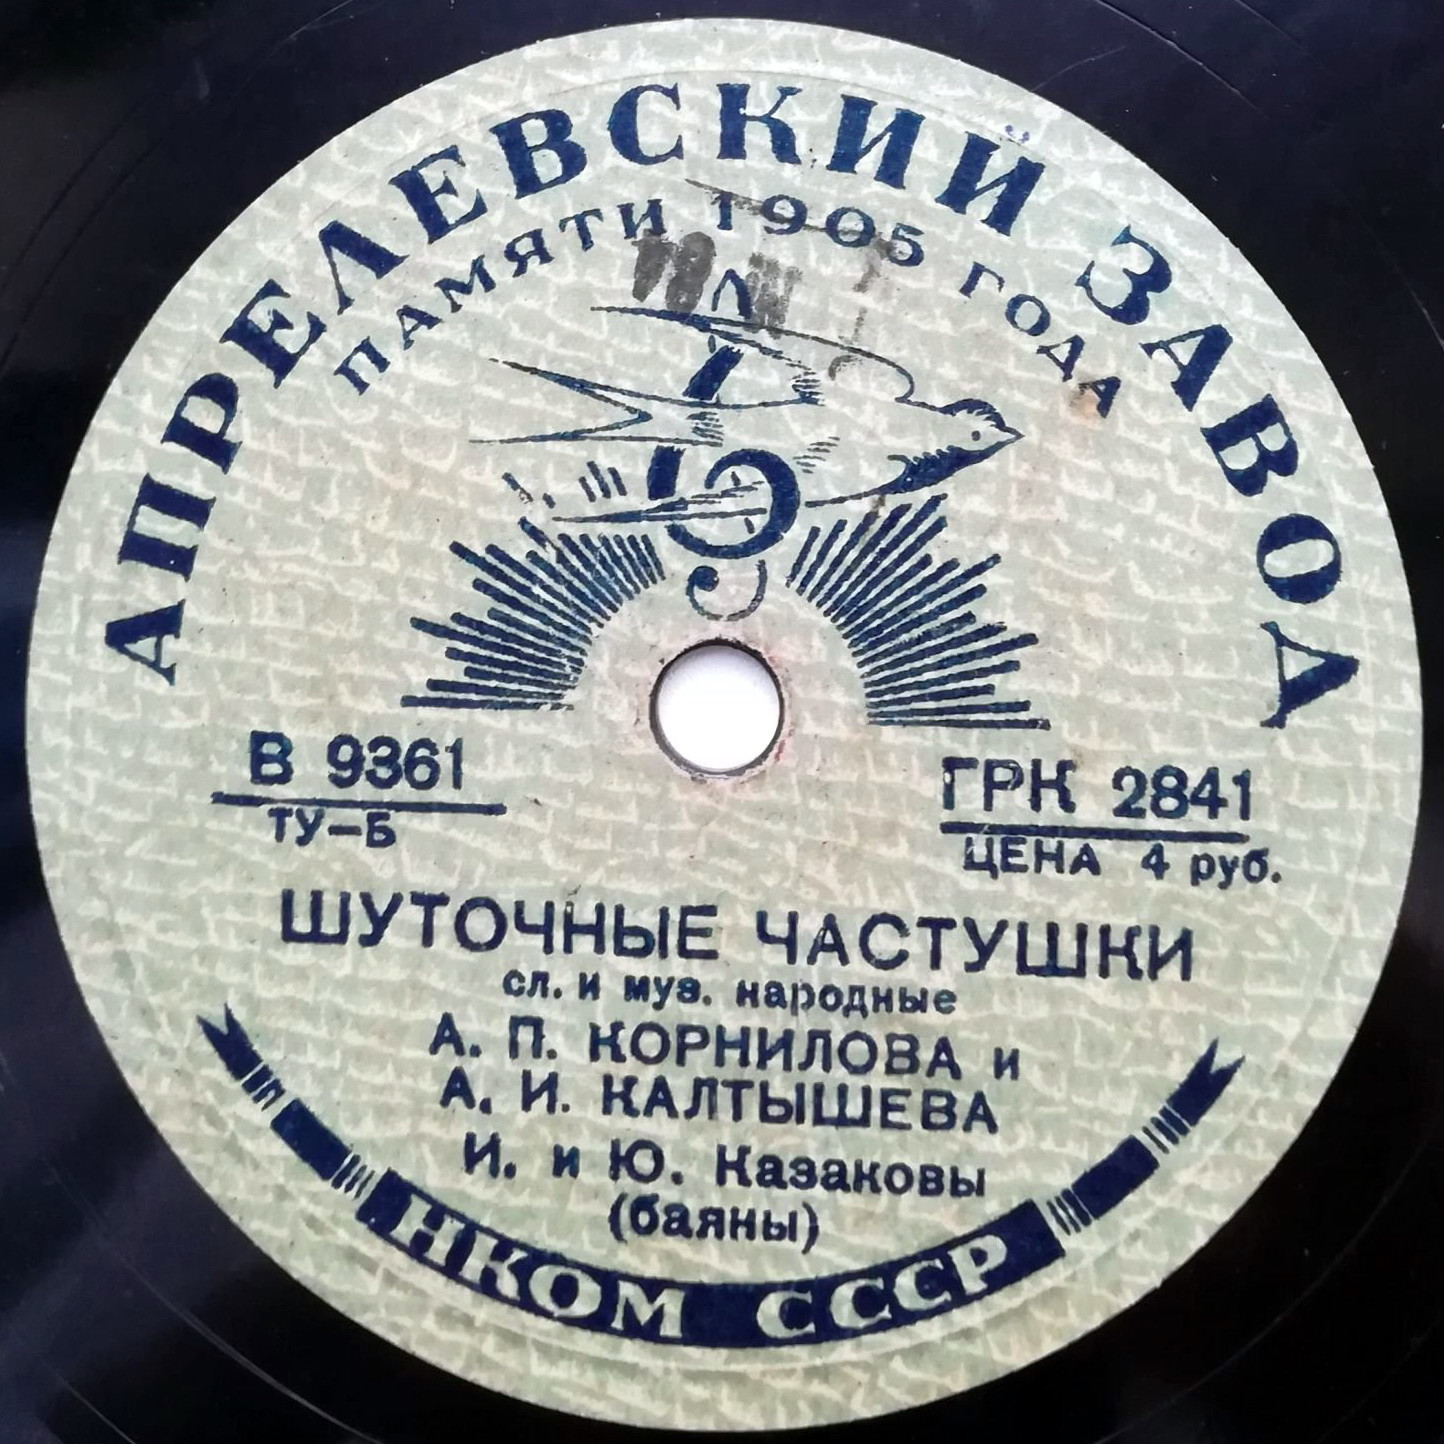 АПРЕЛЕВСКИЙ ЗАВОД
ПАМЯТИ 1905 ГОДА
В 9361
ТУ-Б
ГРК 2841
ЦЕНА 4 руб.
ШУТОЧНЫЕ ЧАСТУШКИ
сл. и муз. народные
А. П. КОРНИЛОВА и
А. И. КАЛТЫШЕВА
И. и Ю. Казаковы
(баяны)
НКОМ СССР